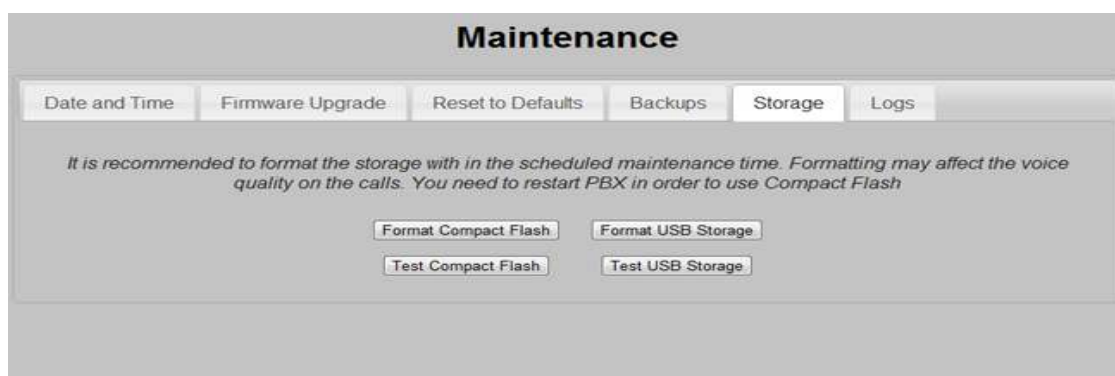 Maintenance
Date and Time
Firmware Upgrade
Reset to Defaults
Backups
Storage
Logs
It is recommended to format the storage with in the scheduled maintenance time. Formatting may affect the voice
quality on the calls. You need to restart PBX in order to use Compact Flash
Format Compact Flash
Format USB Storage
Test Compact Flash
Test USB Storage